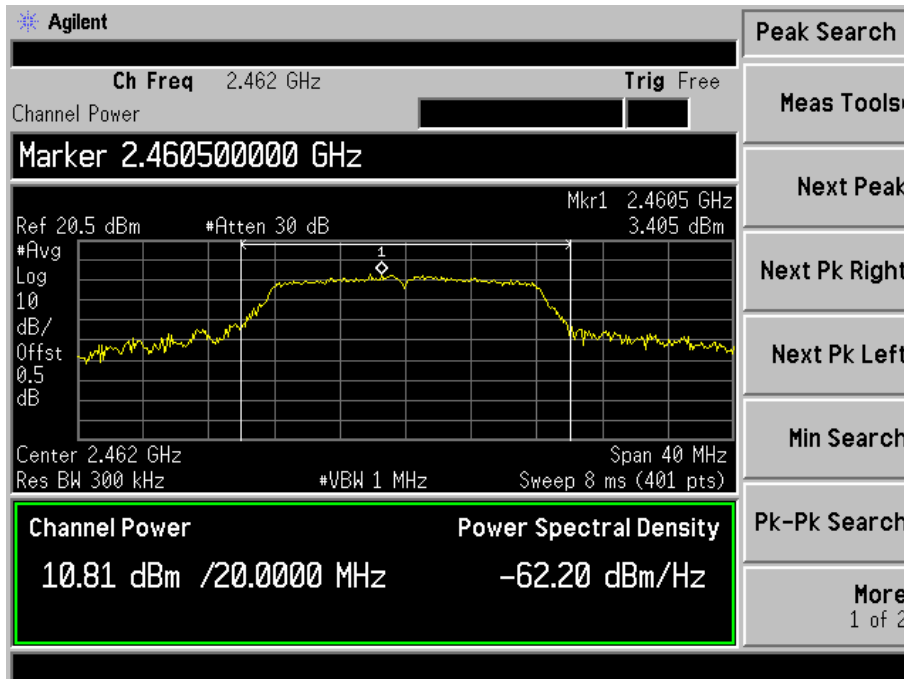 Agilent
Peak Search
Ch Freq 2.462 GHz Trig Free
Channel Power
Meas Tools
Marker 2.460500000 GHz
Next Peak
Mkr1 2.4605 GHz
Ref 20.5 dBm #Atten 30 dB 3.405 dBm
#Avg
Log
10
dB/
Offst
0.5
dB
1
Next Pk Right
Next Pk Left
Center 2.462 GHz Span 40 MHz
Res BW 300 kHz #VBW 1 MHz Sweep 8 ms (401 pts)
Min Search
Channel Power Power Spectral Density
10.81 dBm /20.0000 MHz -62.20 dBm/Hz
Pk-Pk Search
More
1 of 2